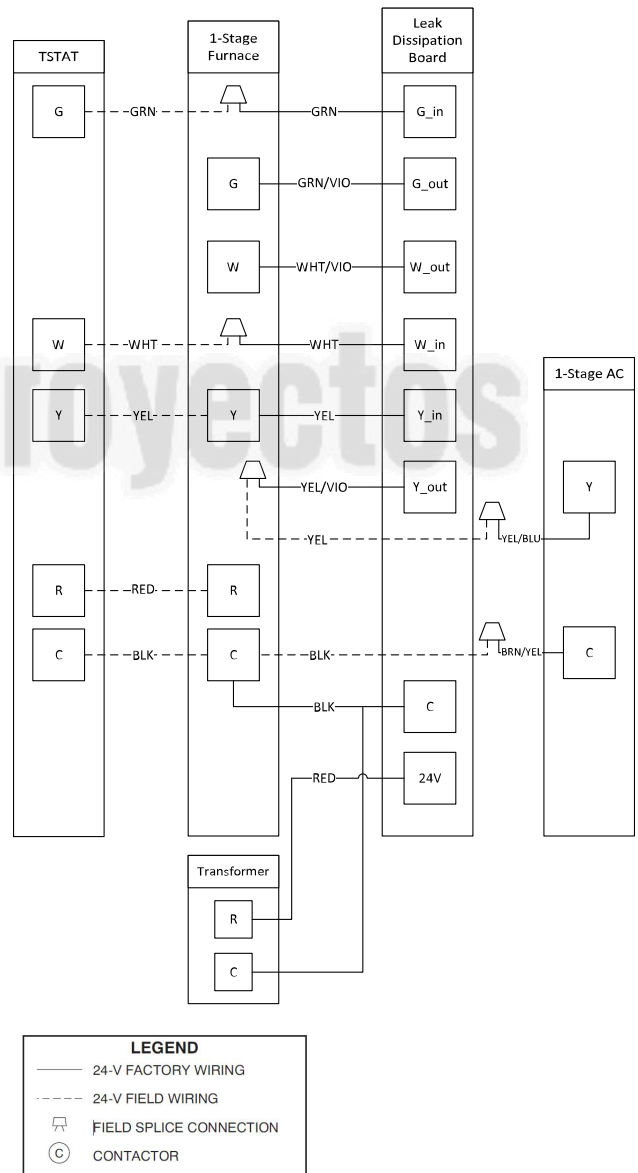 TSTAT
1-Stage
Furnace
Leak
Dissipation
Board
G
GRN
GRN
G_in
G
GRN/VIO
G_out
W
WHT/VIO
W_out
W
WHT
WHT
W_in
royectos
1-Stage AC
Y
YEL
Y
YEL
Y_in
YEL/VIO
Y_out
Y
YEL
YEL/BLU
R
RED
R
C
BLK
C
BLK
BRN/YEL
C
BLK
C
RED
24V
Transformer
R
C
LEGEND
24-V FACTORY WIRING
24-V FIELD WIRING
FIELD SPLICE CONNECTION
C CONTACTOR